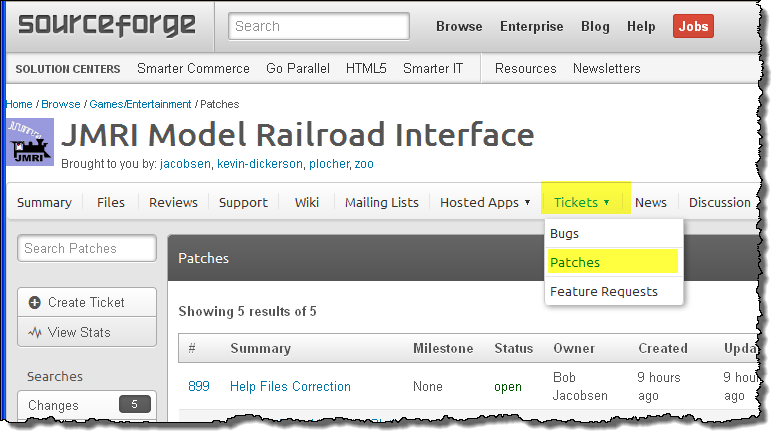 sourceforge Search Browse Enterprise Blog Help Jobs
SOLUTION CENTERS Smarter Commerce Go Parallel HTML5 Smarter IT Resources Newsletters
Home / Browse / Games/Entertainment / Patches
JMRI
JMRI Model Railroad Interface
Brought to you by: jacobsen, kevin-dickerson, plocher, zoo
Summary Files Reviews Support Wiki Mailing Lists Hosted Apps ▾ Tickets ▾ News Discussion
Bugs
Patches
Feature Requests
Search Patches
Create Ticket
View Stats
Searches
Changes 5
Patches
Showing 5 results of 5
# Summary Milestone Status Owner Created Upda
899 Help Files Correction None open Bob Jacobsen 9 hours ago 9 hours ago